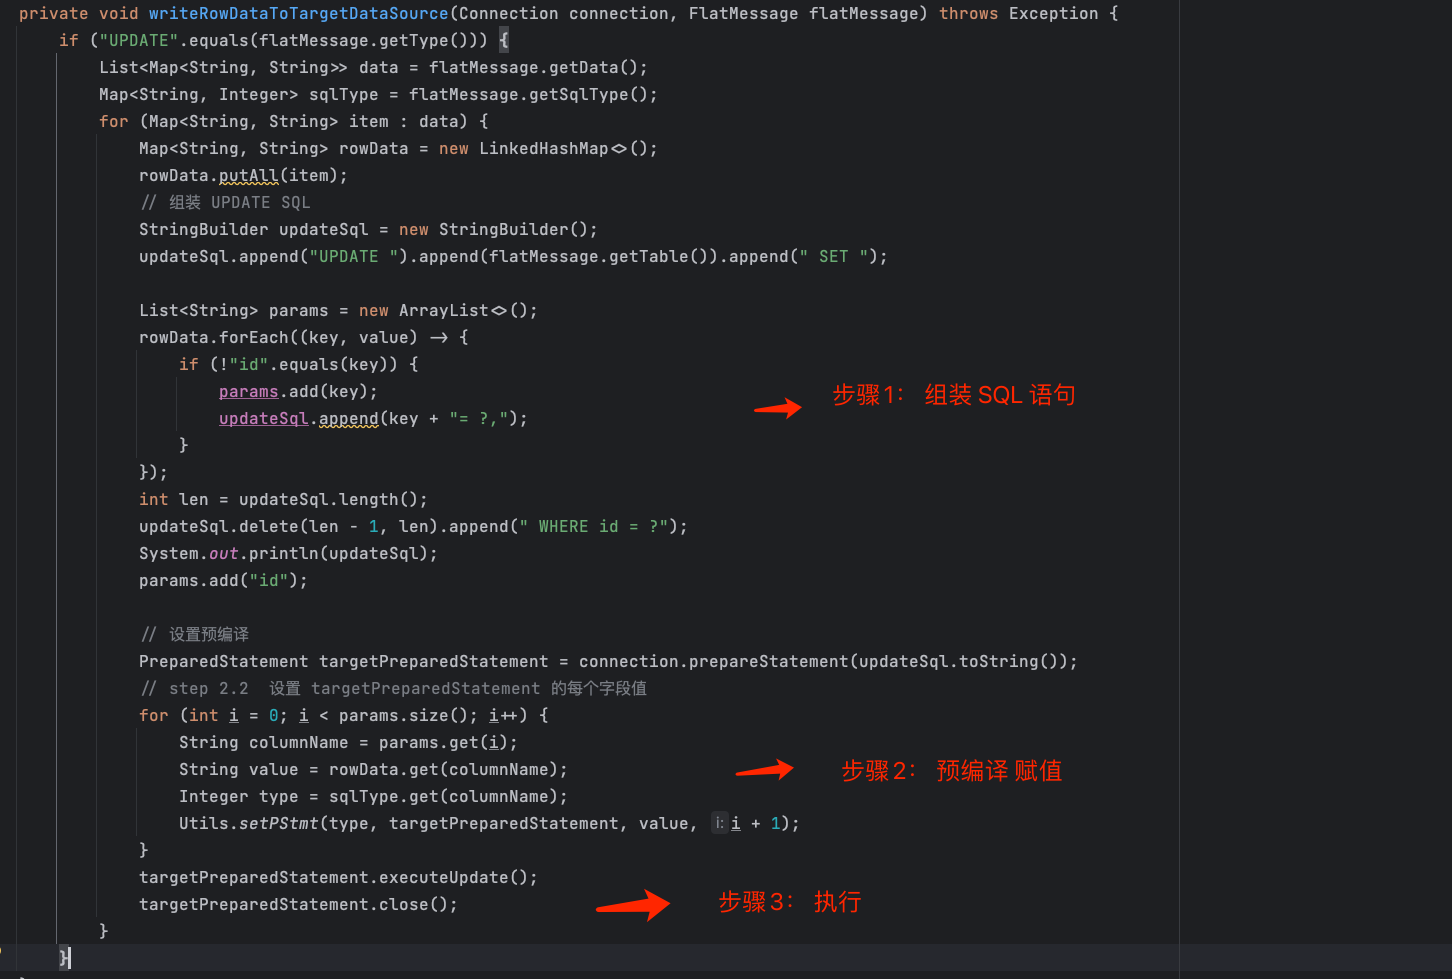 private void writeRowDataToTargetDataSource(Connection connection, FlatMessage flatMessage) throws Exception {
if ("UPDATE".equals(flatMessage.getType())) {
List<Map<String, String>> data = flatMessage.getData();
Map<String, Integer> sqlType = flatMessage.getSqlType();
for (Map<String, String> item : data) {
Map<String, String> rowData = new LinkedHashMap<>();
rowData.putAll(item);
// 组装 UPDATE SQL
StringBuilder updateSql = new StringBuilder();
updateSql.append("UPDATE ").append(flatMessage.getTable()).append(" SET ");
List<String> params = new ArrayList<>();
rowData.forEach((key, value) -> {
if (!"id".equals(key)) {
params.add(key);
步骤1： 组装 SQL 语句
updateSql.append(key + "= ?,");
}
});
int len = updateSql.length();
updateSql.delete(len - 1, len).append(" WHERE id = ?");
System.out.println(updateSql);
params.add("id");
// 设置预编译
PreparedStatement targetPreparedStatement = connection.prepareStatement(updateSql.toString());
// step 2.2  设置 targetPreparedStatement 的每个字段值
for (int i = 0; i < params.size(); i++) {
String columnName = params.get(i);
String value = rowData.get(columnName);
步骤2： 预编译 赋值
Integer type = sqlType.get(columnName);
Utils.setPStmt(type, targetPreparedStatement, value, i: i + 1);
}
targetPreparedStatement.executeUpdate();
targetPreparedStatement.close();
步骤3： 执行
}
}